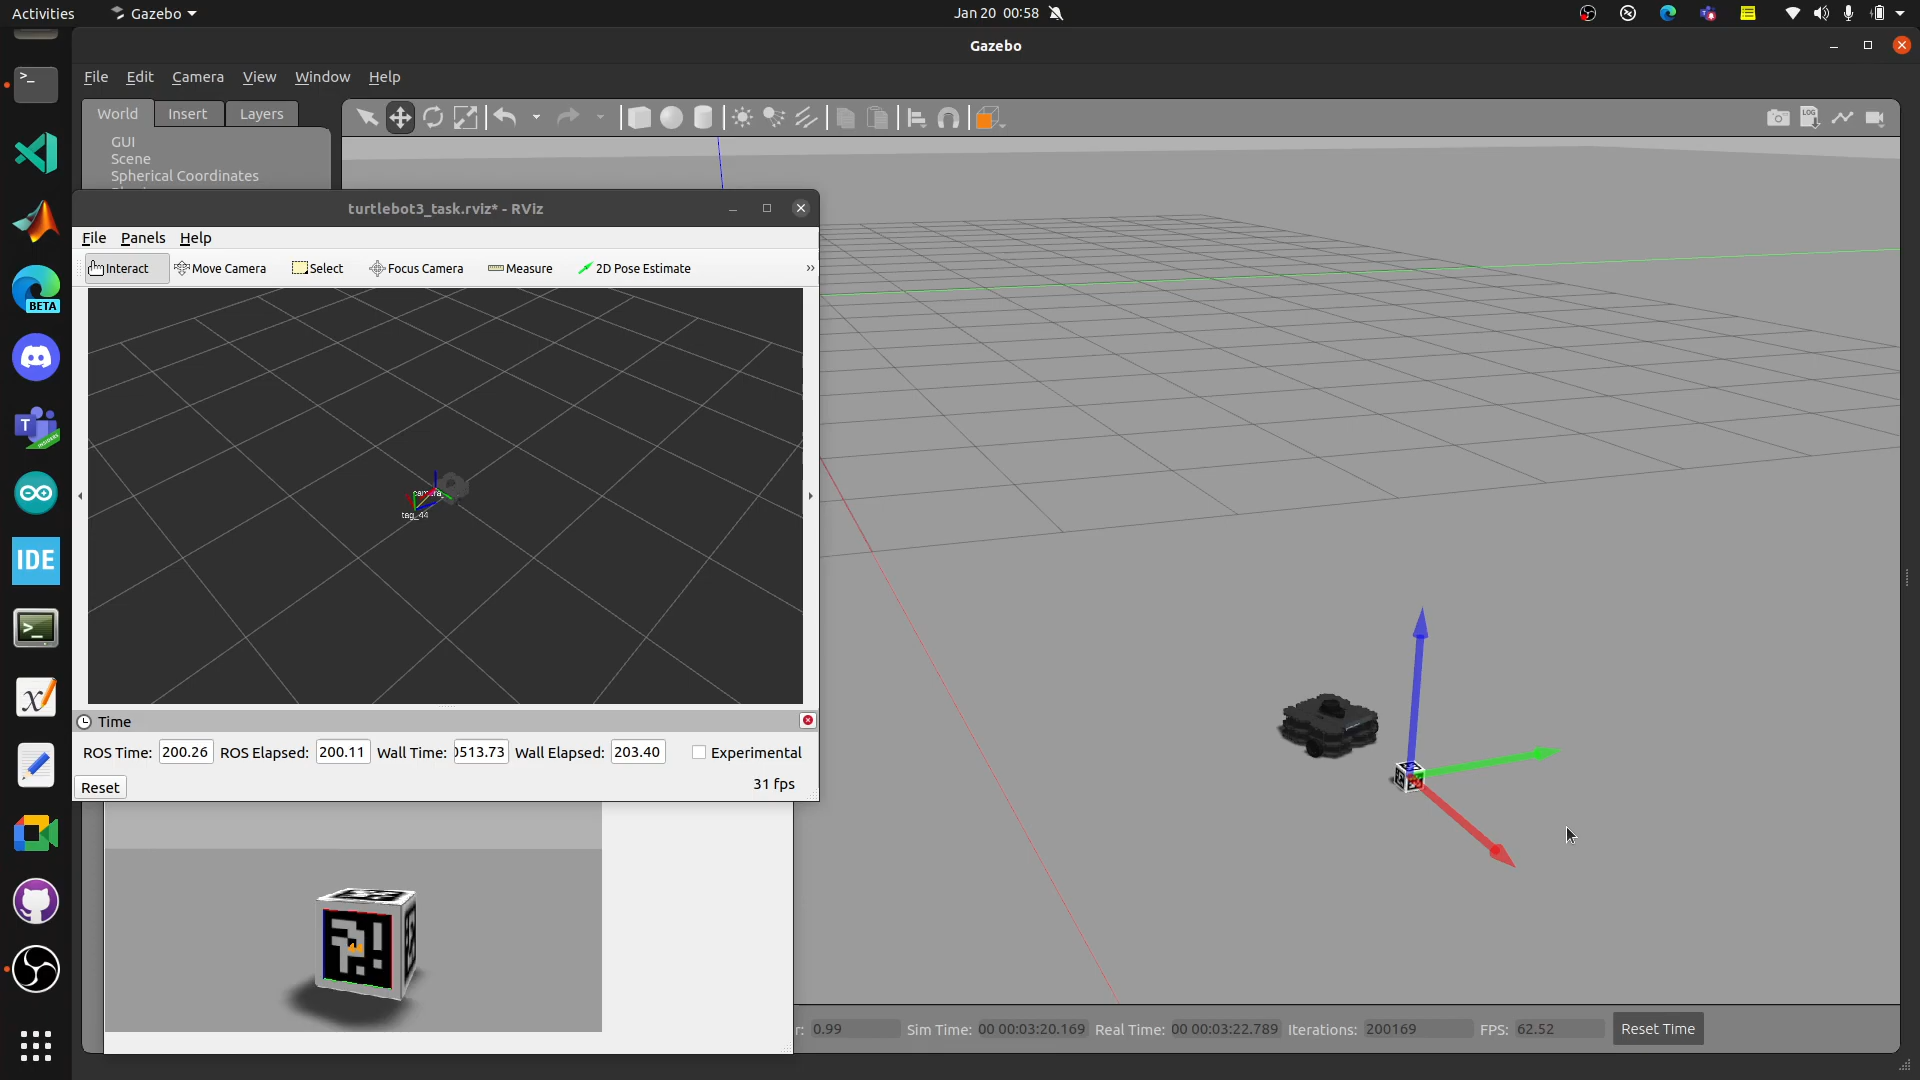 Activities Gazebo Jan 20 00:58
Gazebo
File Edit Camera View Window Help
World Insert Layers
GUI
Scene
Spherical Coordinates
turtlebot3_task.rviz* - RViz
File Panels Help
Interact Move Camera Select Focus Camera Measure 2D Pose Estimate »
camera
tag_44
Time
ROS Time: 200.26 ROS Elapsed: 200.11 Wall Time: 0513.73 Wall Elapsed: 203.40 Experimental
Reset 31 fps
r: 0.99 Sim Time: 00 00:03:20.169 Real Time: 00 00:03:22.789 Iterations: 200169 FPS: 62.52 Reset Time
BETA
T
IDE
LOG